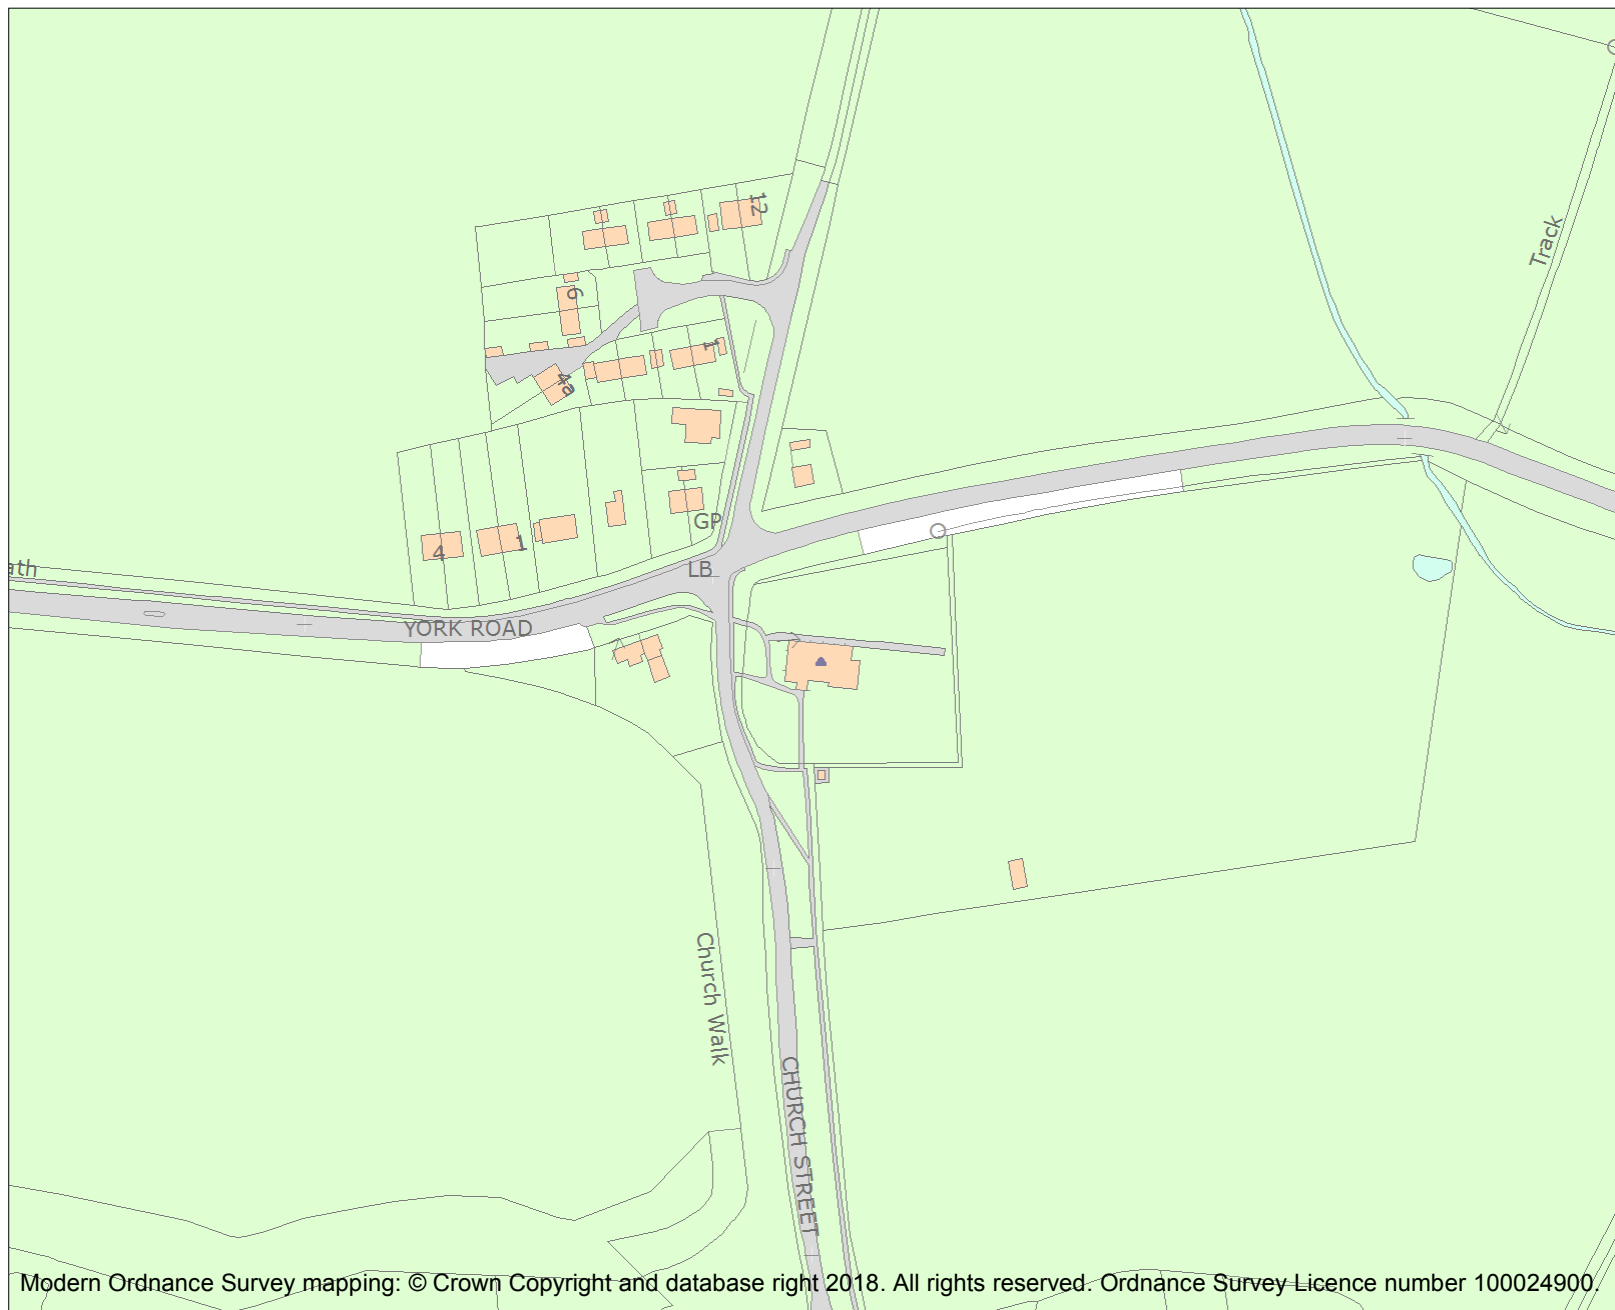 12
Track
6
1
4a
GP
4
1
LB
ath
YORK ROAD
Church Walk
CHURCH STREET
Modern Ordnance Survey mapping: © Crown Copyright and database right 2018. All rights reserved. Ordnance Survey Licence number 100024900.